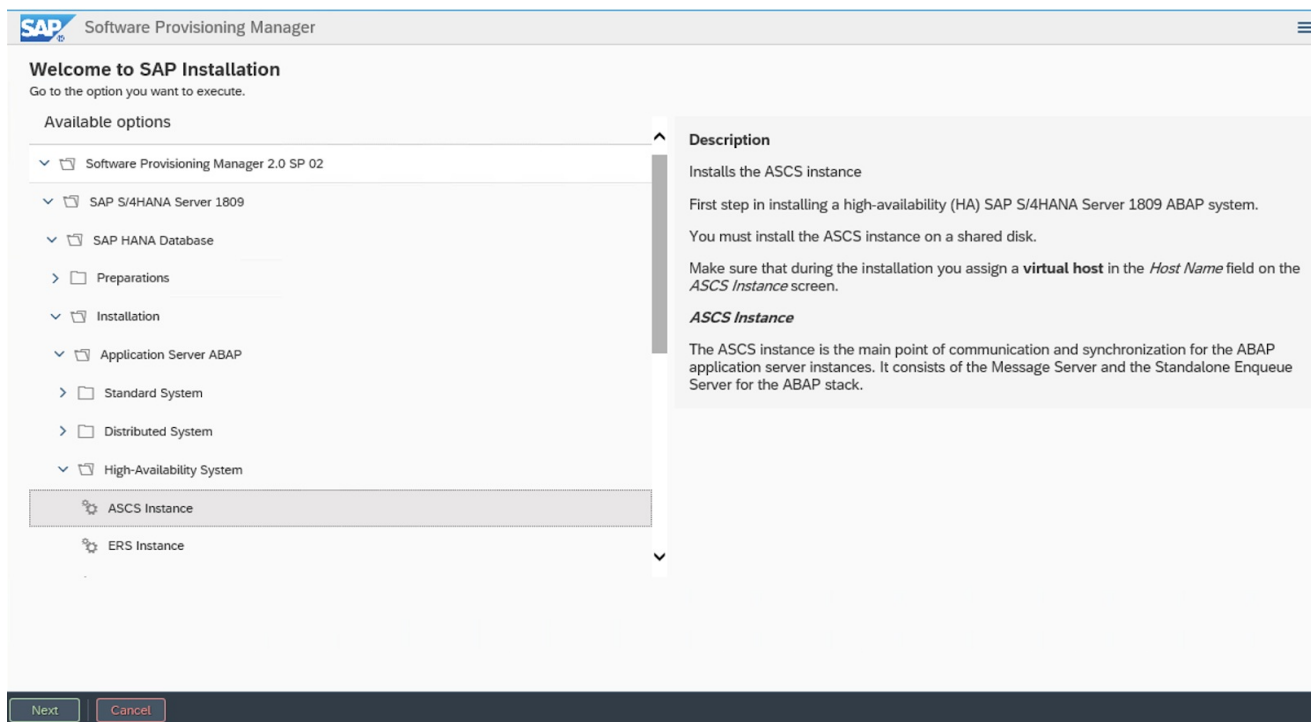 SAP Software Provisioning Manager
Welcome to SAP Installation
Go to the option you want to execute.
Available options
Software Provisioning Manager 2.0 SP 02
SAP S/4HANA Server 1809
SAP HANA Database
Preparations
Installation
Application Server ABAP
Standard System
Distributed System
High-Availability System
ASCS Instance
ERS Instance
Description
Installs the ASCS instance
First step in installing a high-availability (HA) SAP S/4HANA Server 1809 ABAP system.
You must install the ASCS instance on a shared disk.
Make sure that during the installation you assign a virtual host in the Host Name field on the
ASCS Instance screen.
ASCS Instance
The ASCS instance is the main point of communication and synchronization for the ABAP
application server instances. It consists of the Message Server and the Standalone Enqueue
Server for the ABAP stack.
Next
Cancel